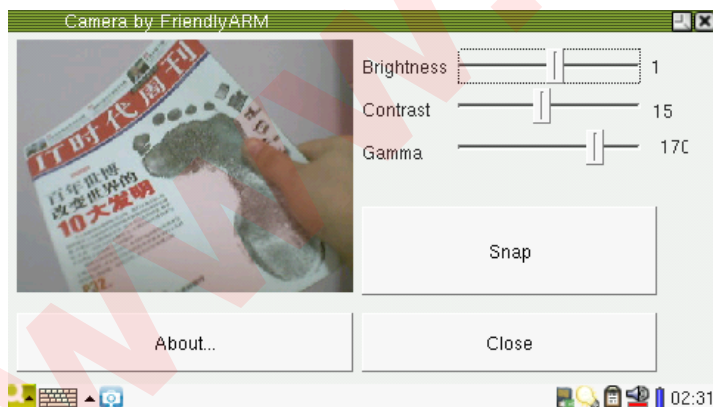 Camera by FriendlyARM
Brightness
1
Contrast
15
Gamma
170
IT时代周刊
百年世博
改变世界的
10大发明
P32
Snap
About...
Close
02:31